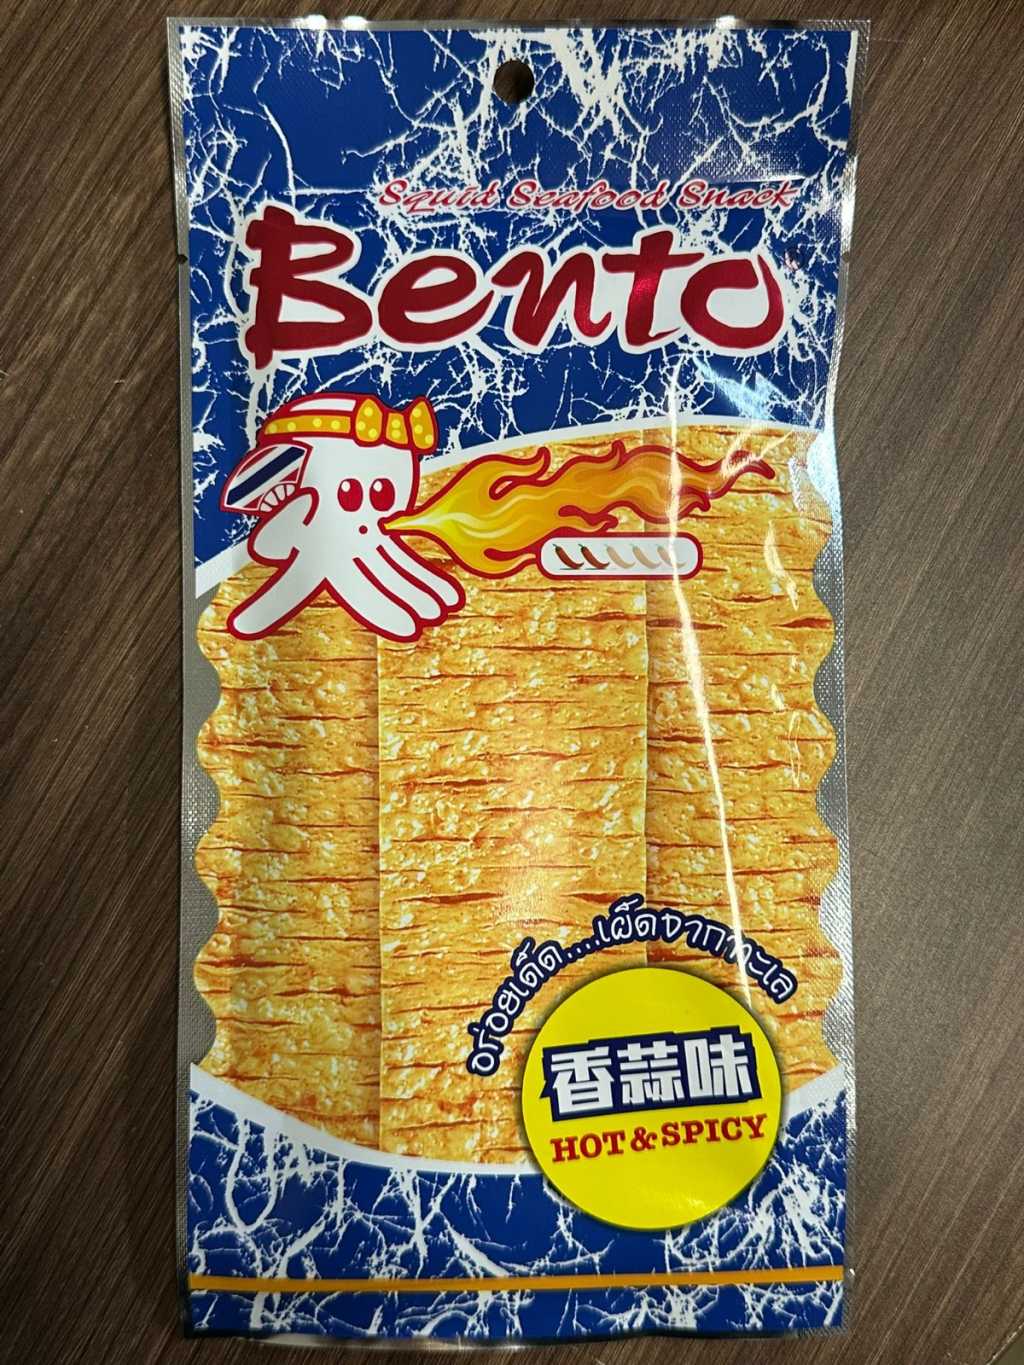 Squid Seafood Snack
Bento®
อร่อยเด็ด....เผ็ดจากทะเล
香蒜味
HOT & SPICY